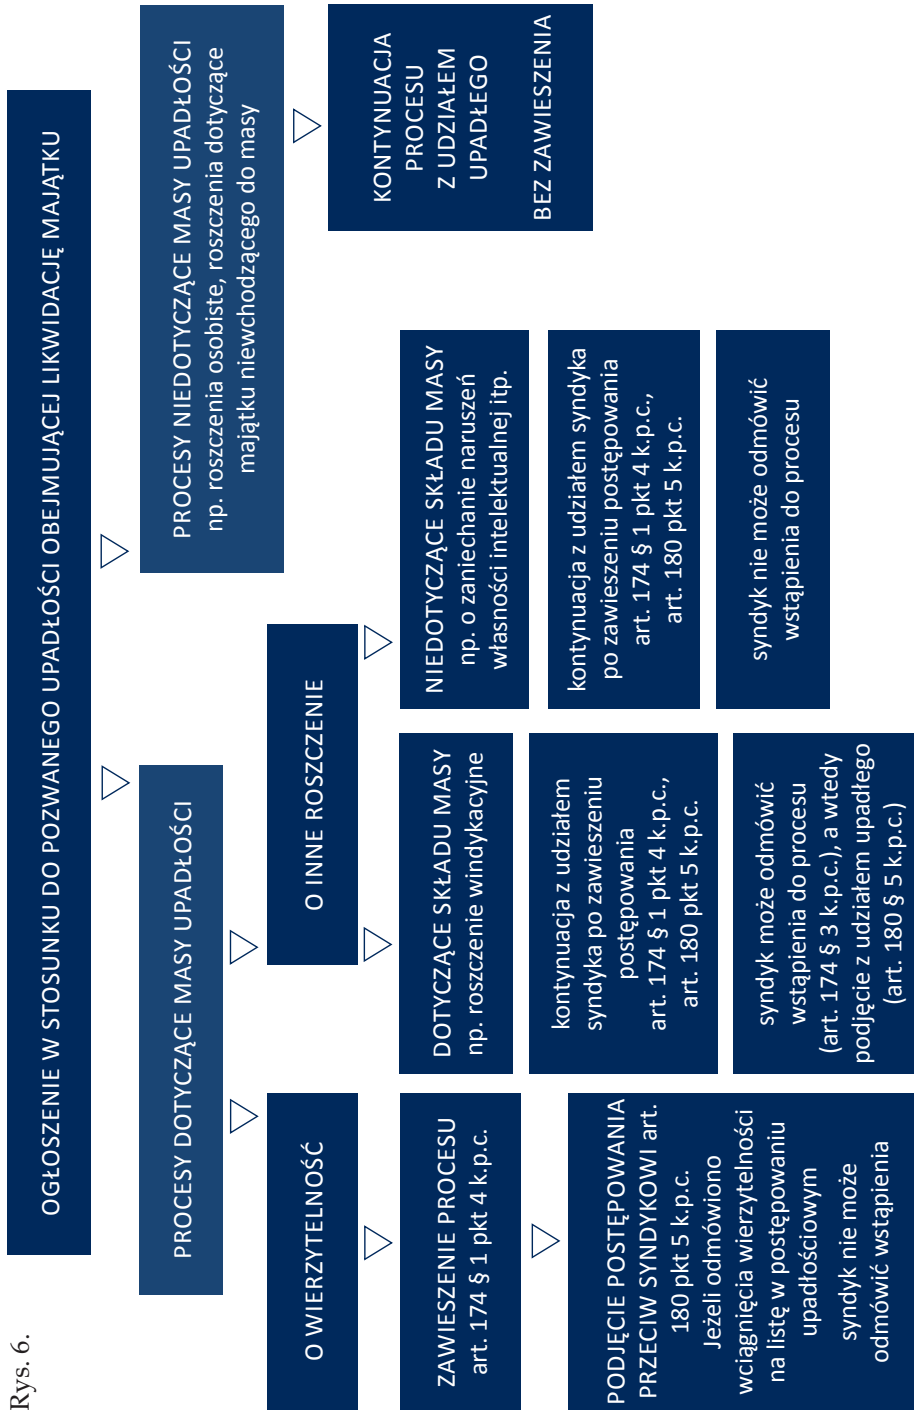 Rys. 6.
OGŁOSZENIE W STOSUNKU DO POZWANEGO UPADŁOŚCI OBEJMUJĄCEJ LIKWIDACJĘ MAJĄTKU
PROCESY DOTYCZĄCE MASY UPADŁOŚCI
O WIERZYTELNOŚĆ
ZAWIESZENIE PROCESU
art. 174 § 1 pkt 4 k.p.c.
PODJĘCIE POSTĘPOWANIA
PRZECIW SYNDYKOWI art.
180 pkt 5 k.p.c.
Jeżeli odmówiono
wciągnięcia wierzytelności
na listę w postępowaniu
upadłościowym
syndyk nie może
odmówić wstąpienia
O INNE ROSZCZENIE
DOTYCZĄCE SKŁADU MASY
np. roszczenie windykacyjne
kontynuacja z udziałem
syndyka po zawieszeniu
postępowania
art. 174 § 1 pkt 4 k.p.c.,
art. 180 pkt 5 k.p.c.
syndyk może odmówić
wstąpienia do procesu
(art. 174 § 3 k.p.c.), a wtedy
podjęcie z udziałem upadłego
(art. 180 § 5 k.p.c.)
NIEDOTYCZĄCE SKŁADU MASY
np. o zaniechanie naruszeń
własności intelektualnej itp.
kontynuacja z udziałem syndyka
po zawieszeniu postępowania
art. 174 § 1 pkt 4 k.p.c.,
art. 180 pkt 5 k.p.c.
syndyk nie może odmówić
wstąpienia do procesu
PROCESY NIEDOTYCZĄCE MASY UPADŁOŚCI
np. roszczenia osobiste, roszczenia dotyczące
majątku niewchodzącego do masy
KONTYNUACJA
PROCESU
Z UDZIAŁEM
UPADŁEGO
BEZ ZAWIESZENIA